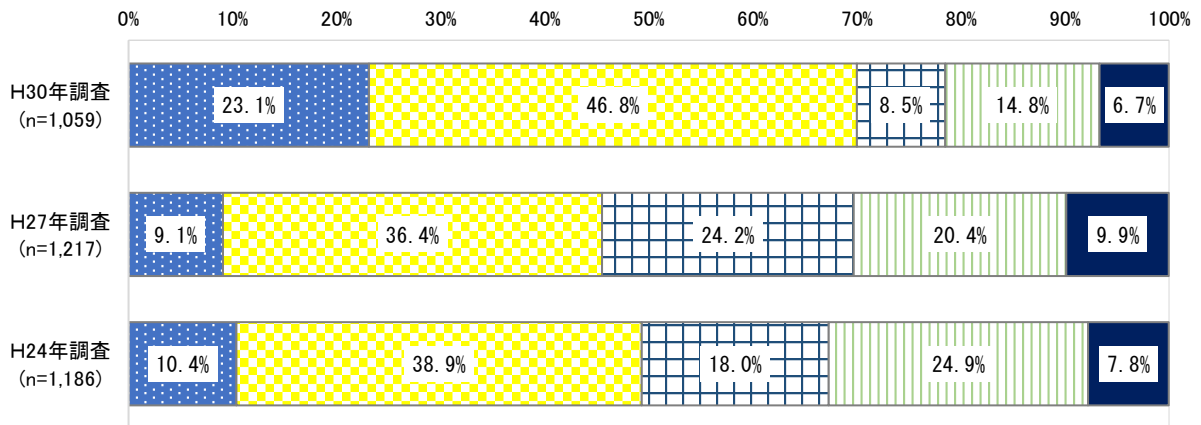 0% 10% 20% 30% 40% 50% 60% 70% 80% 90% 100%
H30年調査
(n=1,059)
23.1% 46.8% 8.5% 14.8% 6.7%
H27年調査
(n=1,217)
9.1% 36.4% 24.2% 20.4% 9.9%
H24年調査
(n=1,186)
10.4% 38.9% 18.0% 24.9% 7.8%